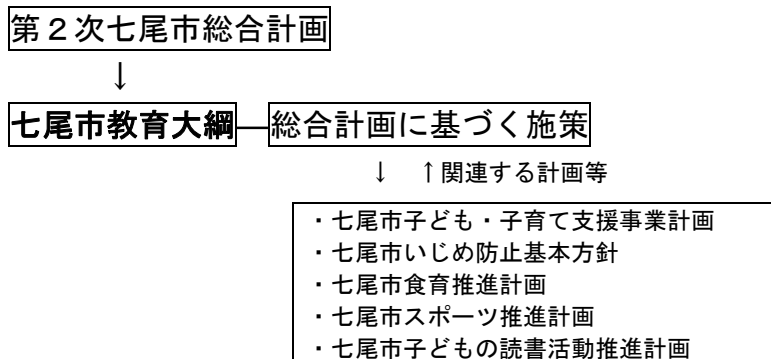 第２次七尾市総合計画
↓
七尾市教育大綱―総合計画に基づく施策
↓　↑関連する計画等
・七尾市子ども・子育て支援事業計画
・七尾市いじめ防止基本方針
・七尾市食育推進計画
・七尾市スポーツ推進計画
・七尾市子どもの読書活動推進計画